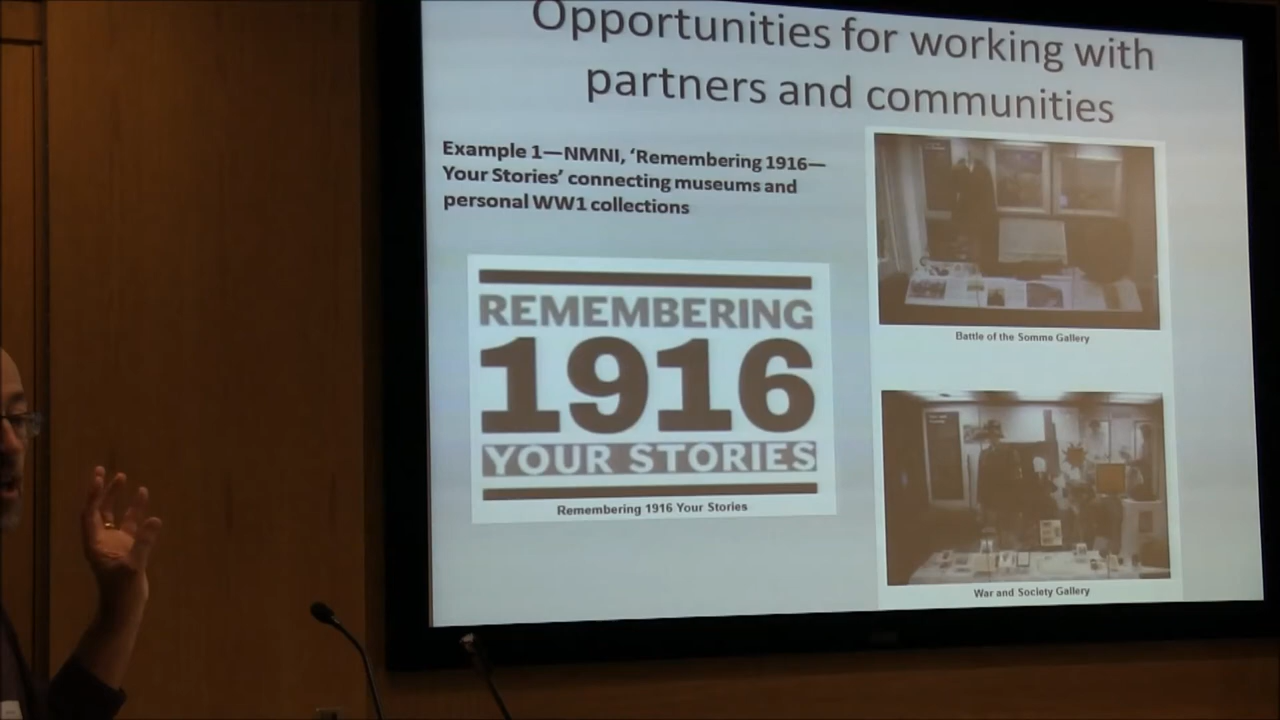 Opportunities for working with
partners and communities
Example 1—NMNI, ‘Remembering 1916—
Your Stories’ connecting museums and
personal WW1 collections
REMEMBERING
1916
YOUR STORIES
Remembering 1916 Your Stories
Battle of the Somme Gallery
War and Society Gallery